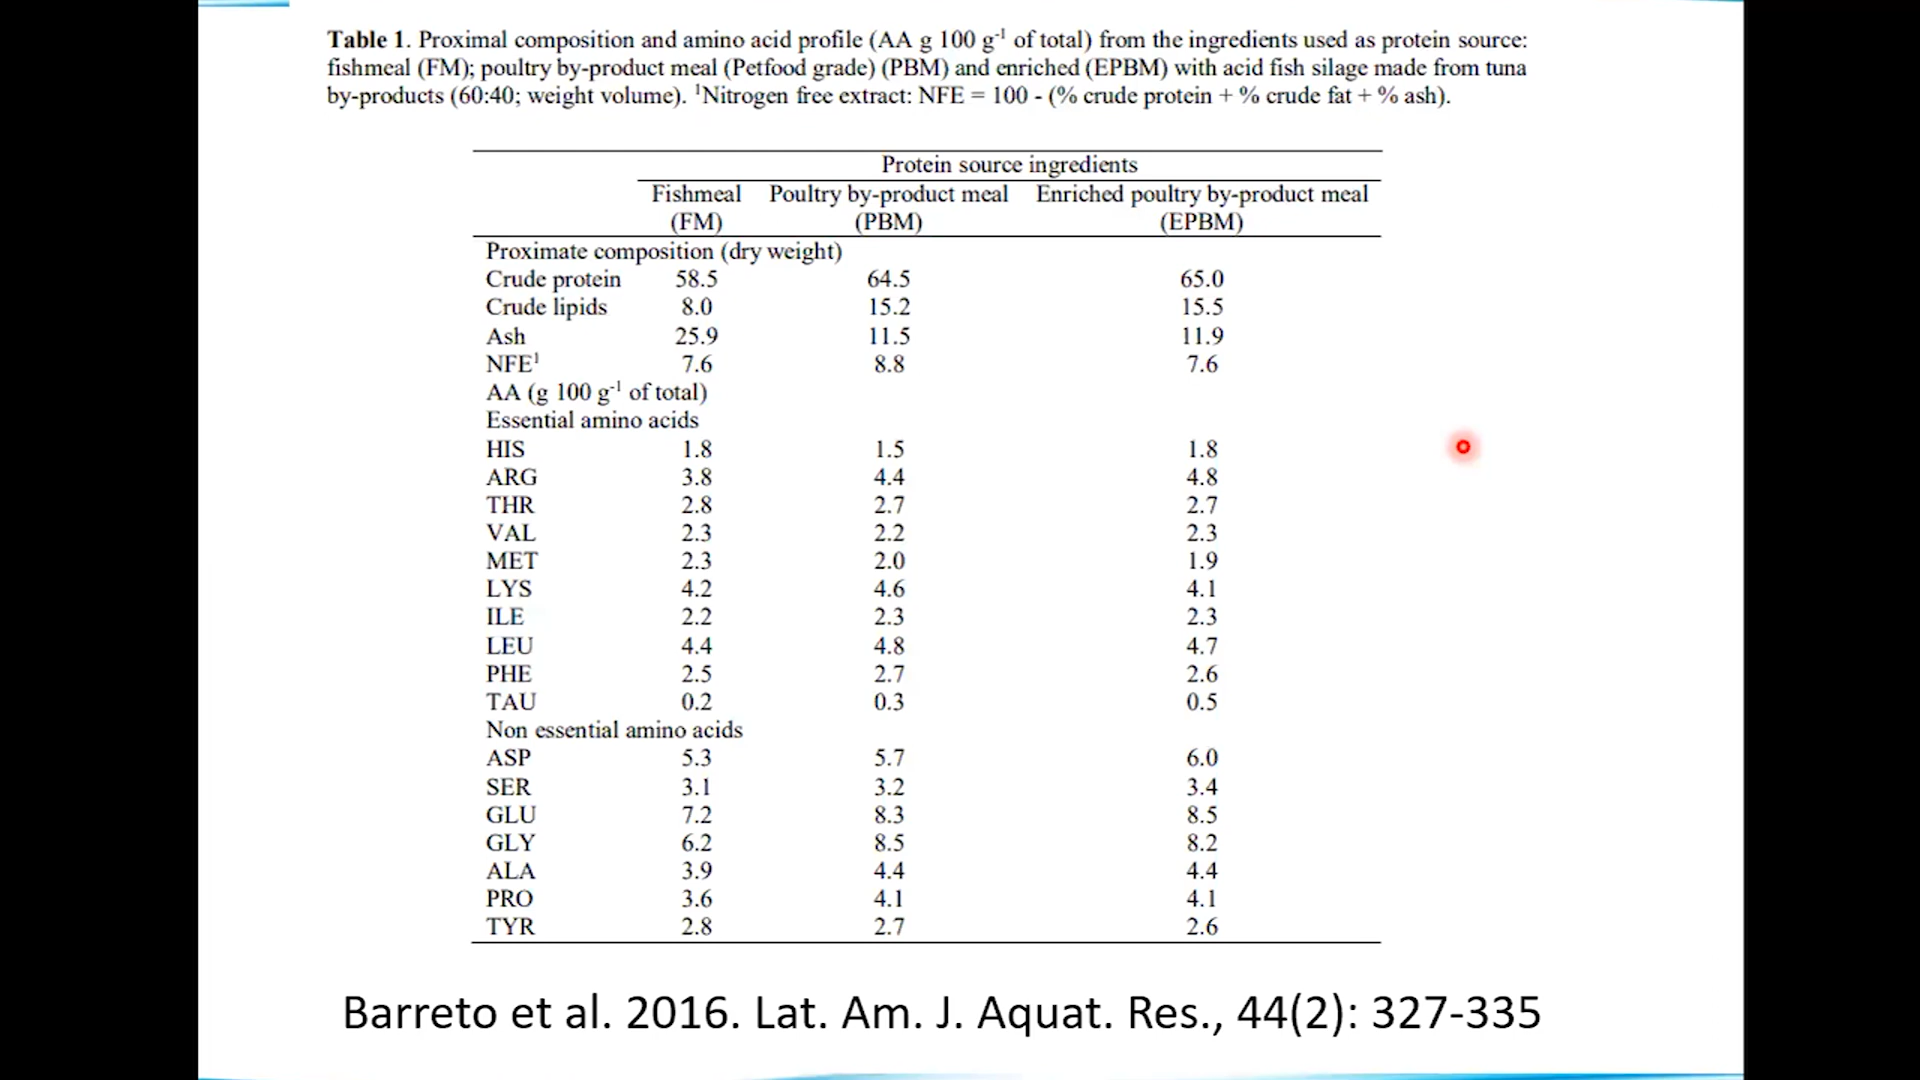 Table 1. Proximal composition and amino acid profile (AA g 100 g⁻¹ of total) from the ingredients used as protein source:
fishmeal (FM); poultry by-product meal (Petfood grade) (PBM) and enriched (EPBM) with acid fish silage made from tuna
by-products (60:40; weight volume). ¹Nitrogen free extract: NFE = 100 - (% crude protein + % crude fat + % ash).
Protein source ingredients
Fishmeal Poultry by-product meal Enriched poultry by-product meal
(FM) (PBM) (EPBM)
Proximate composition (dry weight)
Crude protein 58.5 64.5 65.0
Crude lipids 8.0 15.2 15.5
Ash 25.9 11.5 11.9
NFE¹ 7.6 8.8 7.6
AA (g 100 g⁻¹ of total)
Essential amino acids
HIS 1.8 1.5 1.8
ARG 3.8 4.4 4.8
THR 2.8 2.7 2.7
VAL 2.3 2.2 2.3
MET 2.3 2.0 1.9
LYS 4.2 4.6 4.1
ILE 2.2 2.3 2.3
LEU 4.4 4.8 4.7
PHE 2.5 2.7 2.6
TAU 0.2 0.3 0.5
Non essential amino acids
ASP 5.3 5.7 6.0
SER 3.1 3.2 3.4
GLU 7.2 8.3 8.5
GLY 6.2 8.5 8.2
ALA 3.9 4.4 4.4
PRO 3.6 4.1 4.1
TYR 2.8 2.7 2.6
Barreto et al. 2016. Lat. Am. J. Aquat. Res., 44(2): 327-335